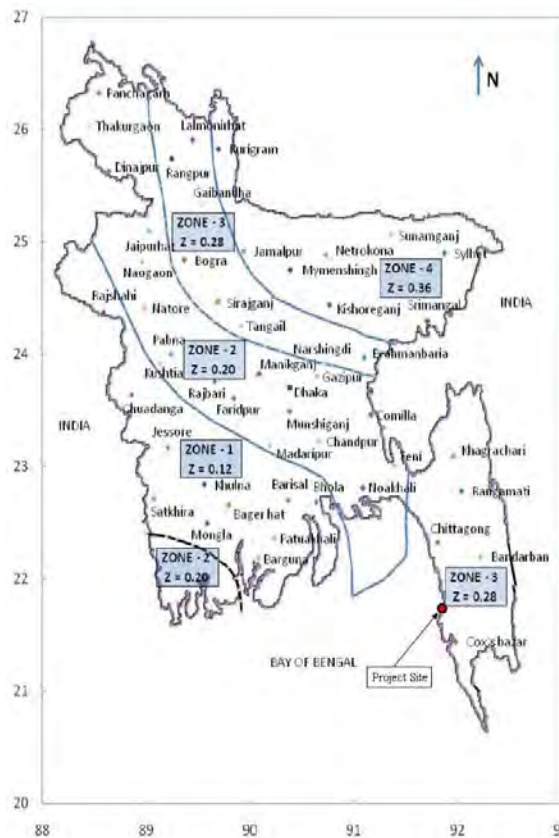 27
N
Panchagarh
26
Thakurgaon
Lalmonirhat
Kurigram
Dinajpur
Rangpur
Gaibandha
ZONE - 3
Z = 0.28
Sunamganj
25
Jaipurhat
Bogra
Jamalpur
Netrokona
Sylhet
Naogaon
Mymenshingh
ZONE - 4
Z = 0.36
Rajshahi
Sirajganj
Kishoreganj
Srimangal
INDIA
Natore
Tangail
24
Pabna
ZONE - 2
Z = 0.20
Narshingdi
Brahmanbaria
Manikganj
Kushtia
Gazipur
Rajbari
Dhaka
Chuadanga
Faridpur
Munshiganj
Comilla
INDIA
Jessore
Chandpur
Madaripur
Feni
Khagrachari
23
ZONE - 1
Z = 0.12
Khulna
Barisal
Bhola
Noakhali
Rangamati
Satkhira
Bagerhat
Mongla
Patuakhali
Chittagong
22
ZONE - 2
Z = 0.20
Barguna
Bandarban
ZONE - 3
Z = 0.28
BAY OF BENGAL
Cox's bazar
Project Site
21
20
88
89
90
91
92